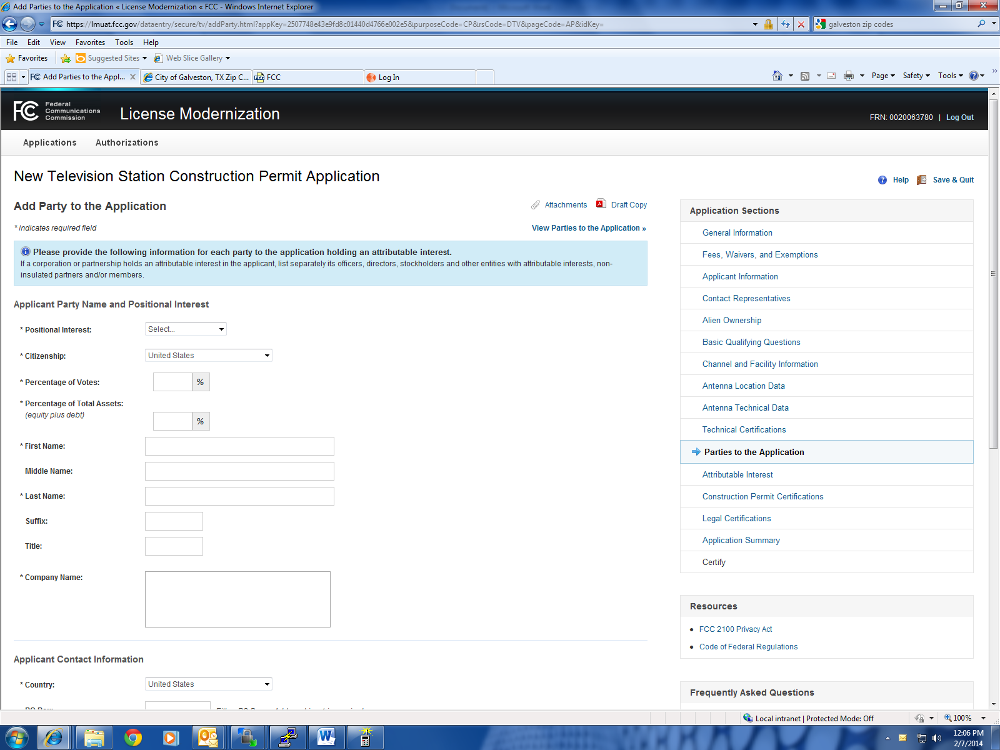 Add Parties to the Application « License Modernization « FCC - Windows Internet Explorer
https://lmuat.fcc.gov/dataentry/secure/tv/addParty.html?appKey=2507748e43e9fd8c01440d4766e002e5&purposeCode=CP&rsCode=DTV&pageCode=AP&idKey=
galveston zip codes
File Edit View Favorites Tools Help
Favorites Suggested Sites Web Slice Gallery
Add Parties to the Appl... City of Galveston, TX Zip C... FCC Log In
Page Safety Tools
FCC Federal Communications Commission
License Modernization
FRN: 0020063780 | Log Out
Applications Authorizations
New Television Station Construction Permit Application
Help Save & Quit
Add Party to the Application
Attachments Draft Copy
* indicates required field
View Parties to the Application »
Please provide the following information for each party to the application holding an attributable interest.
If a corporation or partnership holds an attributable interest in the applicant, list separately its officers, directors, stockholders and other entities with attributable interests, non-
insulated partners and/or members.
Applicant Party Name and Positional Interest
* Positional Interest: Select...
* Citizenship: United States
* Percentage of Votes: %
* Percentage of Total Assets:
(equity plus debt) %
* First Name:
Middle Name:
* Last Name:
Suffix:
Title:
* Company Name:
Applicant Contact Information
* Country: United States
Application Sections
General Information
Fees, Waivers, and Exemptions
Applicant Information
Contact Representatives
Alien Ownership
Basic Qualifying Questions
Channel and Facility Information
Antenna Location Data
Antenna Technical Data
Technical Certifications
Parties to the Application
Attributable Interest
Construction Permit Certifications
Legal Certifications
Application Summary
Certify
Resources
FCC 2100 Privacy Act
Code of Federal Regulations
Frequently Asked Questions
Local intranet | Protected Mode: Off
100%
12:06 PM
2/7/2014